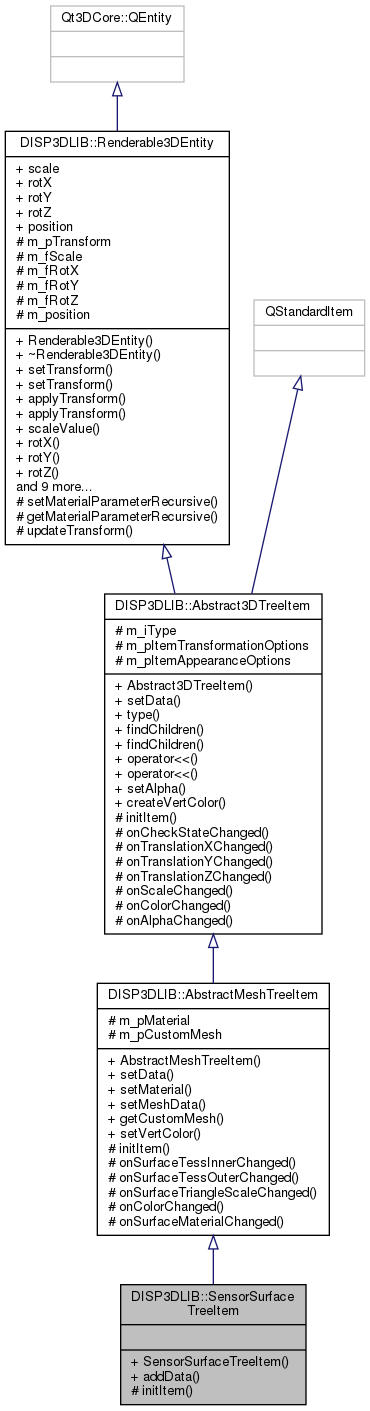 Qt3DCore::QEntity
DISP3DLIB::Renderable3DEntity
+ scale
+ rotX
+ rotY
+ rotZ
+ position
# m_pTransform
# m_fScale
# m_fRotX
# m_fRotY
# m_fRotZ
# m_position
+ Renderable3DEntity()
+ ~Renderable3DEntity()
+ setTransform()
+ setTransform()
+ applyTransform()
+ applyTransform()
+ scaleValue()
+ rotX()
+ rotY()
+ rotZ()
and 9 more...
# setMaterialParameterRecursive()
# getMaterialParameterRecursive()
# updateTransform()
QStandardItem
DISP3DLIB::Abstract3DTreeItem
# m_iType
# m_pItemTransformationOptions
# m_pItemAppearanceOptions
+ Abstract3DTreeItem()
+ setData()
+ type()
+ findChildren()
+ findChildren()
+ operator<<()
+ operator<<()
+ setAlpha()
+ createVertColor()
# initItem()
# onCheckStateChanged()
# onTranslationXChanged()
# onTranslationYChanged()
# onTranslationZChanged()
# onScaleChanged()
# onColorChanged()
# onAlphaChanged()
DISP3DLIB::AbstractMeshTreeItem
# m_pMaterial
# m_pCustomMesh
+ AbstractMeshTreeItem()
+ setData()
+ setMaterial()
+ setMeshData()
+ getCustomMesh()
+ setVertColor()
# initItem()
# onSurfaceTessInnerChanged()
# onSurfaceTessOuterChanged()
# onSurfaceTriangleScaleChanged()
# onColorChanged()
# onSurfaceMaterialChanged()
DISP3DLIB::SensorSurface
TreeItem
+ SensorSurfaceTreeItem()
+ addData()
# initItem()